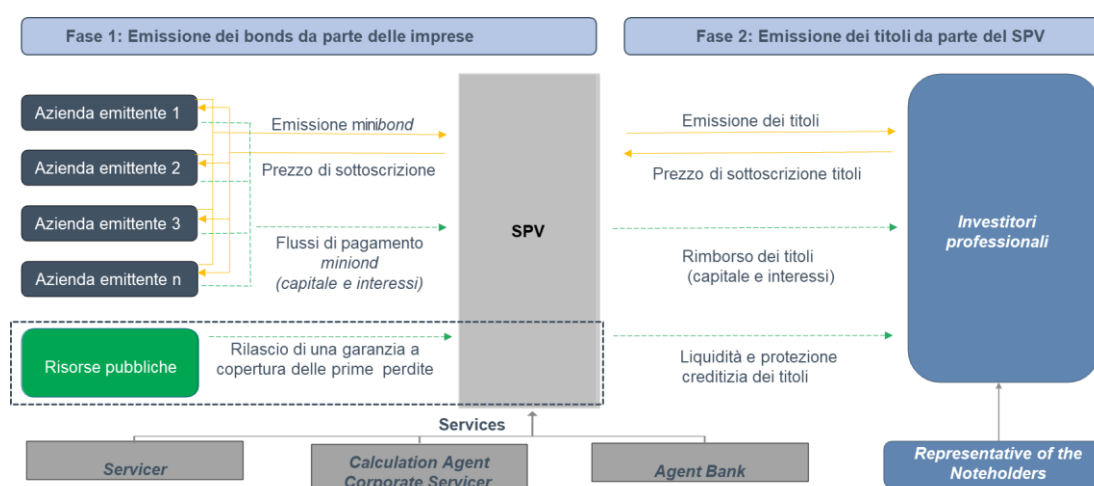 Fase 1: Emissione dei bonds da parte delle imprese
Fase 2: Emissione dei titoli da parte del SPV
Azienda emittente 1
Azienda emittente 2
Azienda emittente 3
Azienda emittente n
Emissione minibond
Prezzo di sottoscrizione
Flussi di pagamento
miniond
(capitale e interessi)
Risorse pubbliche
Rilascio di una garanzia a
copertura delle prime perdite
SPV
Emissione dei titoli
Prezzo di sottoscrizione titoli
Rimborso dei titoli
(capitale e interessi)
Liquidità e protezione
creditizia dei titoli
Investitori
professionali
Services
Servicer
Calculation Agent
Corporate Servicer
Agent Bank
Representative of the
Noteholders